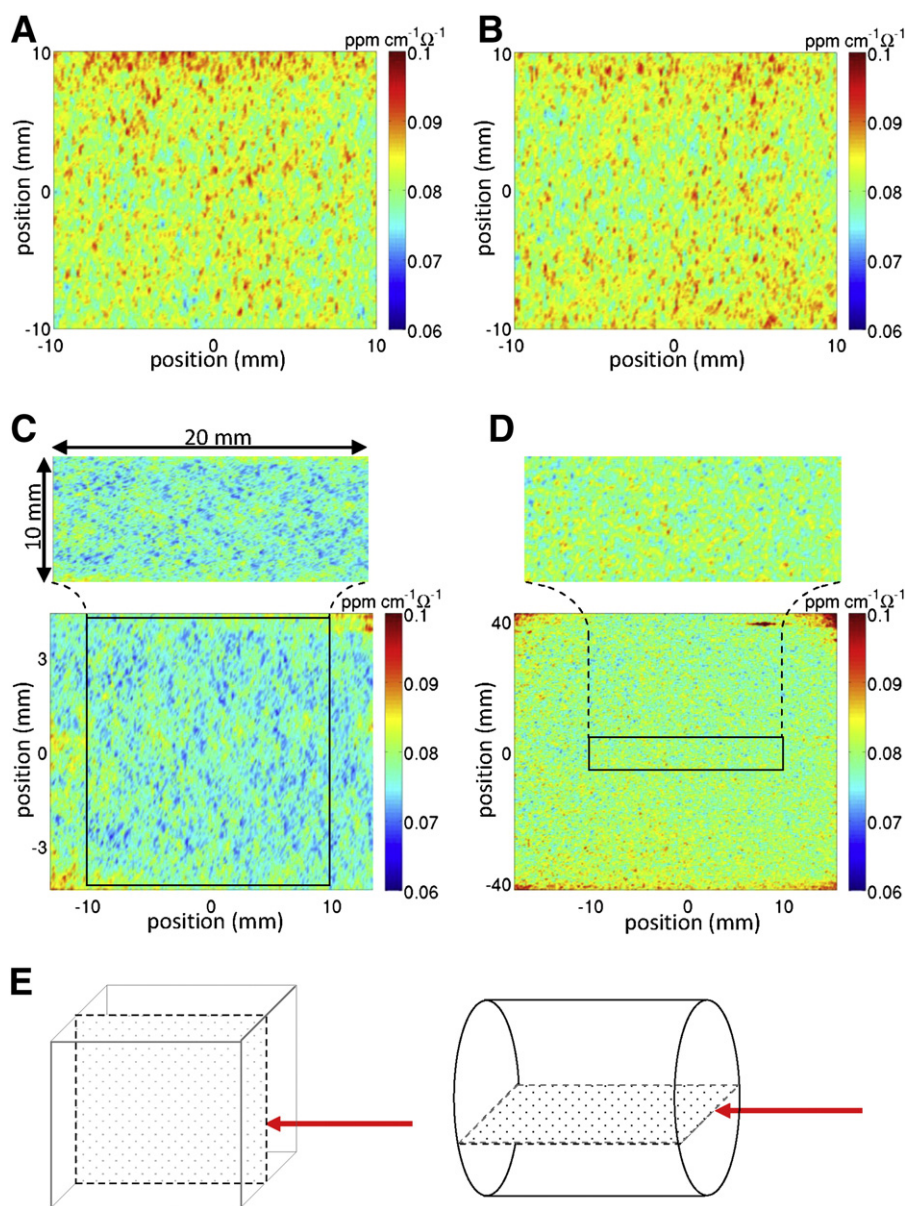 A
ppm cm⁻¹Ω⁻¹
10
0
-10
position (mm)
-10 0 10
position (mm)
0.1
0.09
0.08
0.07
0.06
B
ppm cm⁻¹Ω⁻¹
10
0
-10
position (mm)
-10 0 10
position (mm)
0.1
0.09
0.08
0.07
0.06
C
20 mm
10 mm
ppm cm⁻¹Ω⁻¹
3
0
-3
position (mm)
-10 0 10
position (mm)
0.1
0.09
0.08
0.07
0.06
D
ppm cm⁻¹Ω⁻¹
40
0
-40
position (mm)
-10 0 10
position (mm)
0.1
0.09
0.08
0.07
0.06
E